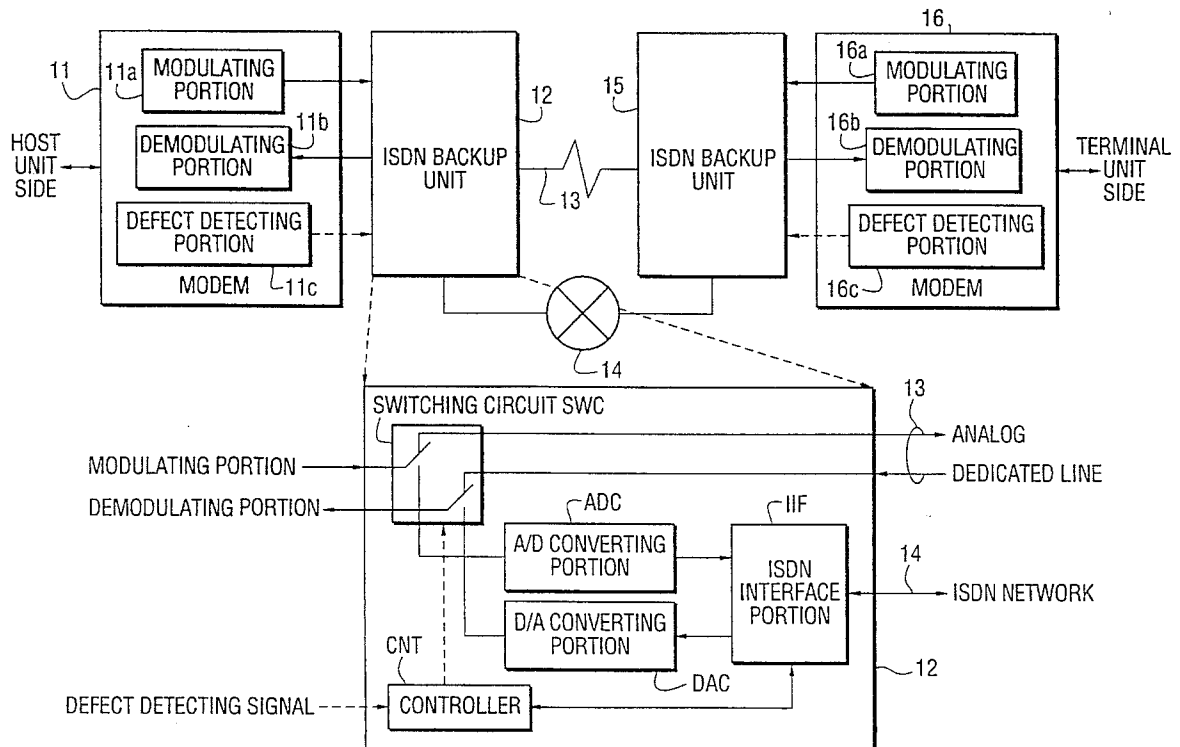 16
11
11a
MODULATING
PORTION
12
15
16a
MODULATING
PORTION
HOST
UNIT
SIDE
11b
DEMODULATING
PORTION
ISDN BACKUP
UNIT
13
ISDN BACKUP
UNIT
16b
DEMODULATING
PORTION
TERMINAL
UNIT
SIDE
DEFECT DETECTING
PORTION
MODEM
11c
DEFECT DETECTING
PORTION
16c
MODEM
14
SWITCHING CIRCUIT SWC
13
ANALOG
MODULATING PORTION
DEDICATED LINE
DEMODULATING PORTION
ADC
IIF
A/D CONVERTING
PORTION
ISDN
INTERFACE
PORTION
14
ISDN NETWORK
D/A CONVERTING
PORTION
CNT
DAC
12
DEFECT DETECTING SIGNAL
CONTROLLER